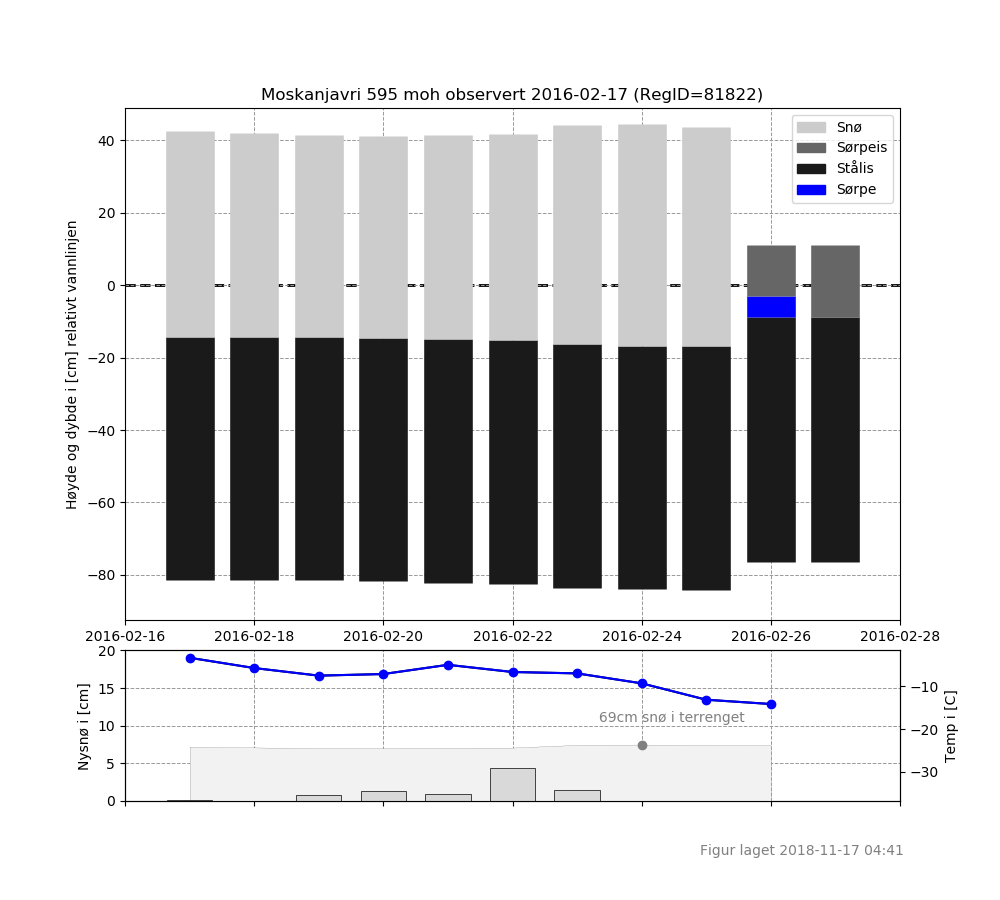 Moskanjavri 595 moh observert 2016-02-17 (RegID=81822)
Snø
Sørpeis
Stålis
Sørpe
Høyde og dybde i [cm] relativt vannlinjen
40
20
0
−20
−40
−60
−80
2016-02-16 2016-02-18 2016-02-20 2016-02-22 2016-02-24 2016-02-26 2016-02-28
Nysnø i [cm]
20
15
10
5
0
69cm snø i terrenget
−10
−20
−30
Temp i [C]
Figur laget 2018-11-17 04:41